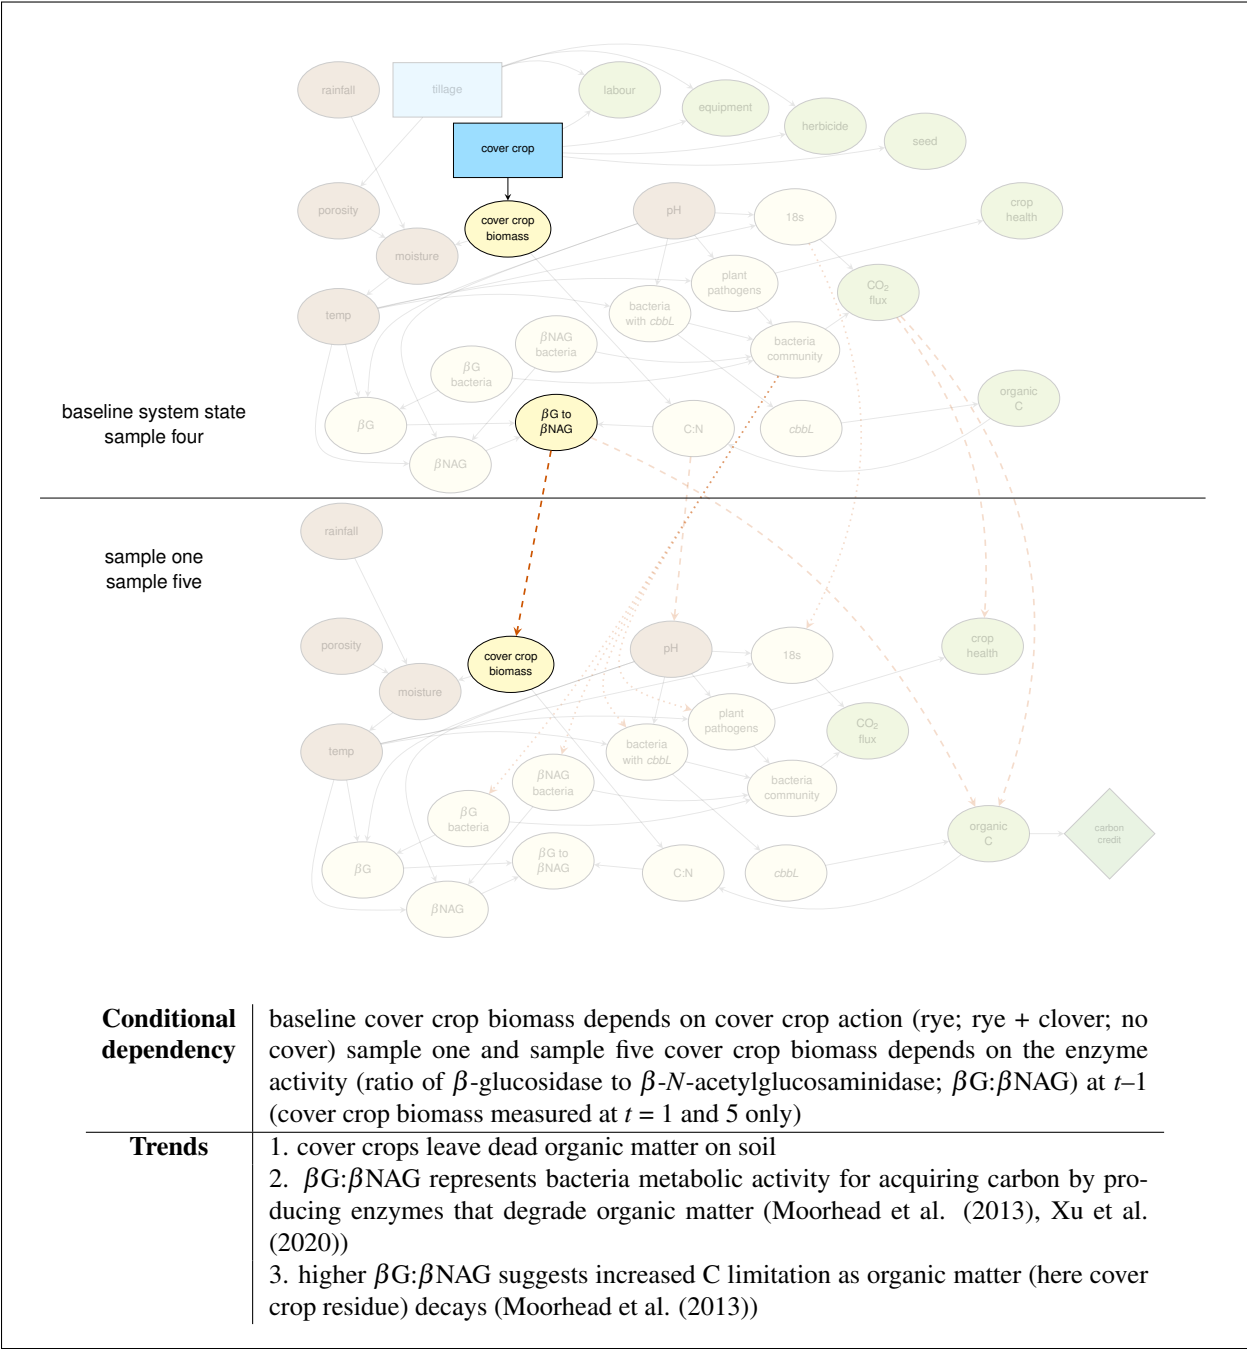 rainfall
tillage
labour
equipment
herbicide
seed
cover crop
porosity
cover crop
biomass
pH
18s
crop
health
moisture
plant
pathogens
CO2
flux
temp
bacteria
with cbbL
βNAG
bacteria
bacteria
community
βG
bacteria
organic
C
baseline system state
sample four
βG
βG to
βNAG
C:N
cbbL
βNAG
rainfall
sample one
sample five
porosity
cover crop
biomass
pH
18s
crop
health
moisture
plant
pathogens
CO2
flux
temp
bacteria
with cbbL
βNAG
bacteria
bacteria
community
βG
bacteria
organic
C
carbon
credit
βG
βG to
βNAG
C:N
cbbL
βNAG
Conditional dependency
baseline cover crop biomass depends on cover crop action (rye; rye + clover; no
cover) sample one and sample five cover crop biomass depends on the enzyme
activity (ratio of β-glucosidase to β-N-acetylglucosaminidase; βG:βNAG) at t–1
(cover crop biomass measured at t = 1 and 5 only)
Trends
1. cover crops leave dead organic matter on soil
2. βG:βNAG represents bacteria metabolic activity for acquiring carbon by pro-
ducing enzymes that degrade organic matter (Moorhead et al. (2013), Xu et al.
(2020))
3. higher βG:βNAG suggests increased C limitation as organic matter (here cover
crop residue) decays (Moorhead et al. (2013))